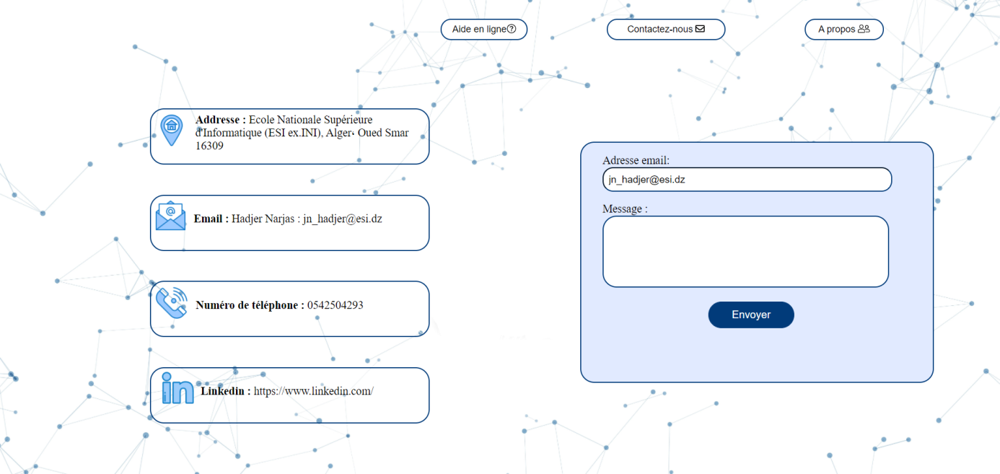 Aide en ligne
Contactez-nous
A propos
Addresse : Ecole Nationale Supérieure
d'Informatique (ESI ex.INI), Alger, Oued Smar
16309
Email : Hadjer Narjas : jn_hadjer@esi.dz
Numéro de téléphone : 0542504293
Linkedin : https://www.linkedin.com/
Adresse email:
jn_hadjer@esi.dz
Message :
Envoyer